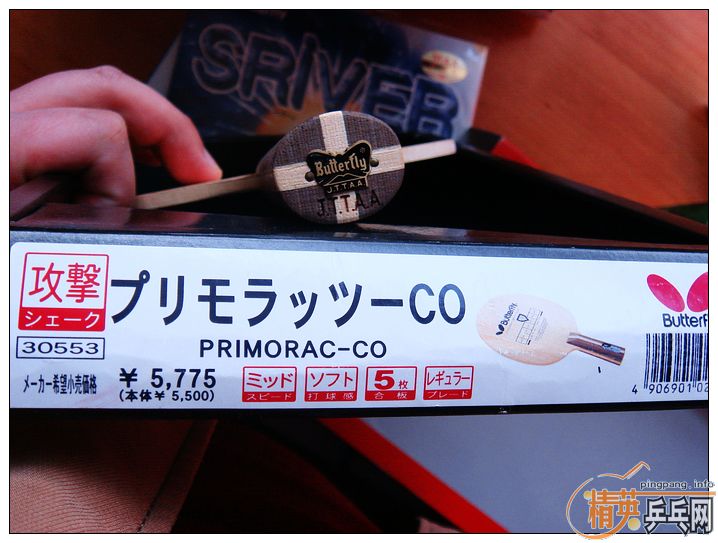 SRIVER
Butterfly
J.T.T.A.A
J.T.T.A.A
攻撃
シェーク
プリモラッツーCO
PRIMORAC-CO
30553
メーカー希望小売価格
¥ 5,775
(本体¥ 5,500)
ミッド
スピード
ソフト
打球感
5枚
合板
レギュラー
ブレード
Butterfly
Butterf
4 906901 02
pingpang.info
精英乒乓网